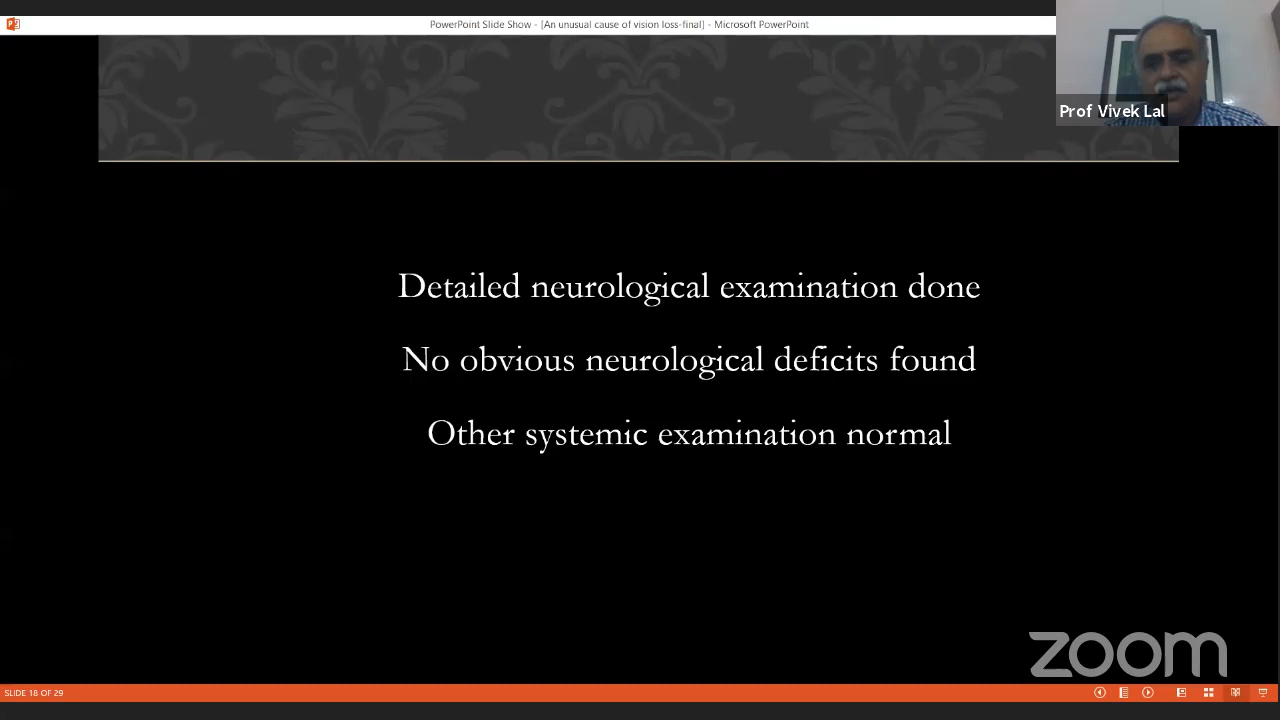 PowerPoint Slide Show - [An unusual cause of vision loss-final] - Microsoft PowerPoint
Prof Vivek Lal
Detailed neurological examination done
No obvious neurological deficits found
Other systemic examination normal
zoom
SLIDE 18 OF 29